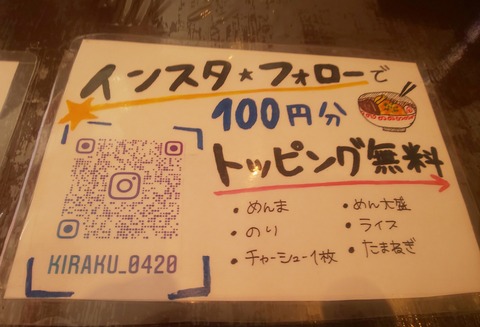 インスタ★フォローで
100円分
トッピング無料
・めんま
・のり
・チャーシュー1枚
・めん大盛
・ライス
・たまねぎ
KIRAKU_0420